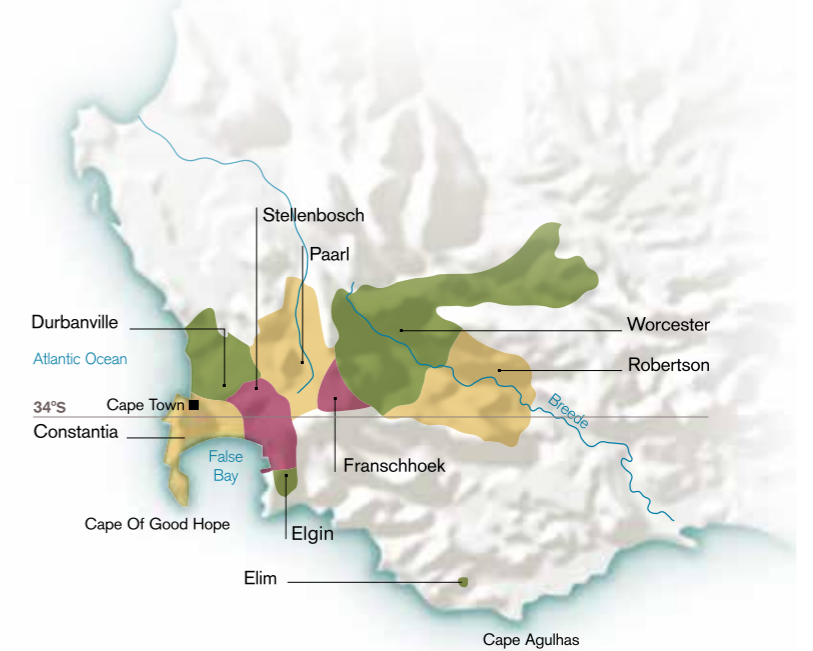 Stellenbosch
Paarl
Durbanville
Worcester
Atlantic Ocean
Robertson
34°S
Cape Town
Breede
Constantia
False
Bay
Franschhoek
Cape Of Good Hope
Elgin
Elim
Cape Agulhas